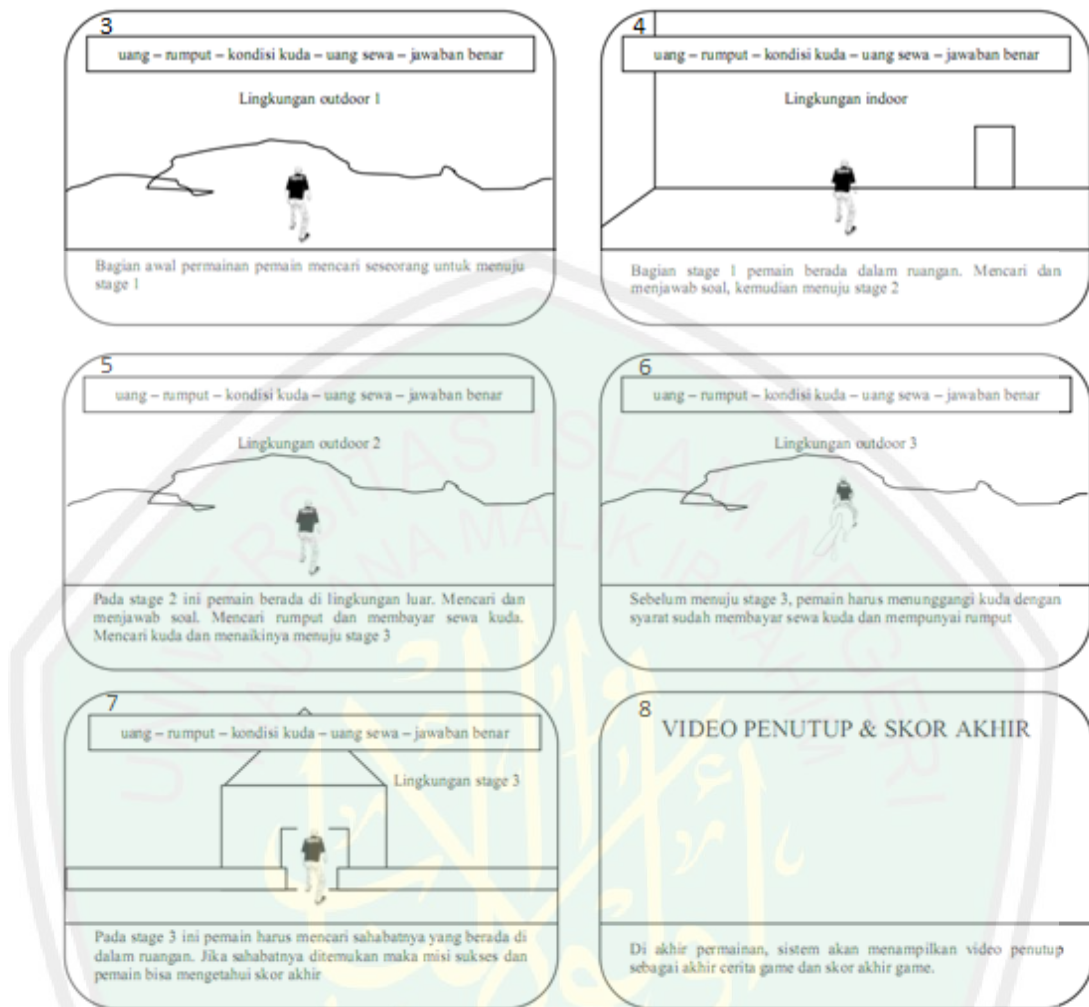 3
uang – rumput – kondisi kuda – uang sewa – jawaban benar
Lingkungan outdoor 1
Bagian awal permainan pemain mencari seseorang untuk menuju
stage 1
4
uang – rumput – kondisi kuda – uang sewa – jawaban benar
Lingkungan indoor
Bagian stage 1 pemain berada dalam ruangan. Mencari dan
menjawab soal, kemudian menuju stage 2
5
uang – rumput – kondisi kuda – uang sewa – jawaban benar
Lingkungan outdoor 2
Pada stage 2 ini pemain berada di lingkungan luar. Mencari dan
menjawab soal. Mencari rumput dan membayar sewa kuda.
Mencari kuda dan menaikinya menuju stage 3
6
uang – rumput – kondisi kuda – uang sewa – jawaban benar
Lingkungan outdoor 3
Sebelum menuju stage 3, pemain harus menunggangi kuda dengan
syarat sudah membayar sewa kuda dan mempunyai rumput
7
uang – rumput – kondisi kuda – uang sewa – jawaban benar
Lingkungan stage 3
Pada stage 3 ini pemain harus mencari sahabatnya yang berada di
dalam ruangan. Jika sahabatnya ditemukan maka misi sukses dan
pemain bisa mengetahui skor akhir
8
VIDEO PENUTUP & SKOR AKHIR
Di akhir permainan, sistem akan menampilkan video penutup
sebagai akhir cerita game dan skor akhir game.
UNIVERSITAS ISLAM NEGERI
MAULANA MALIK IBRAHIM